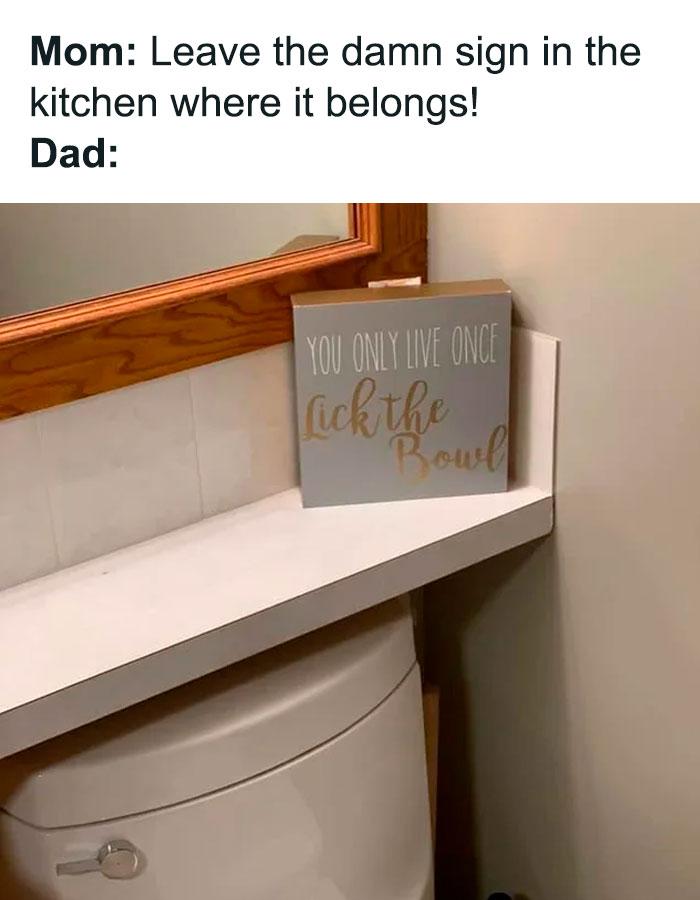 Mom: Leave the damn sign in the
kitchen where it belongs!
Dad:
YOU ONLY LIVE ONCE
Lick the
Bowl